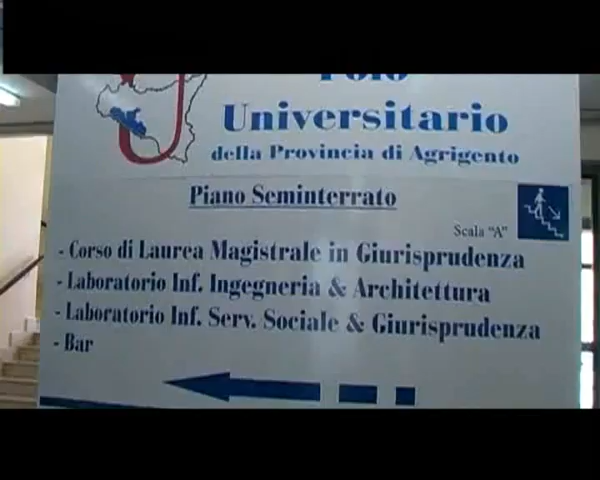 Polo
Universitario
della Provincia di Agrigento
Piano Seminterrato
Scala "A"
- Corso di Laurea Magistrale in Giurisprudenza
- Laboratorio Inf. Ingegneria & Architettura
- Laboratorio Inf. Serv. Sociale & Giurisprudenza
- Bar